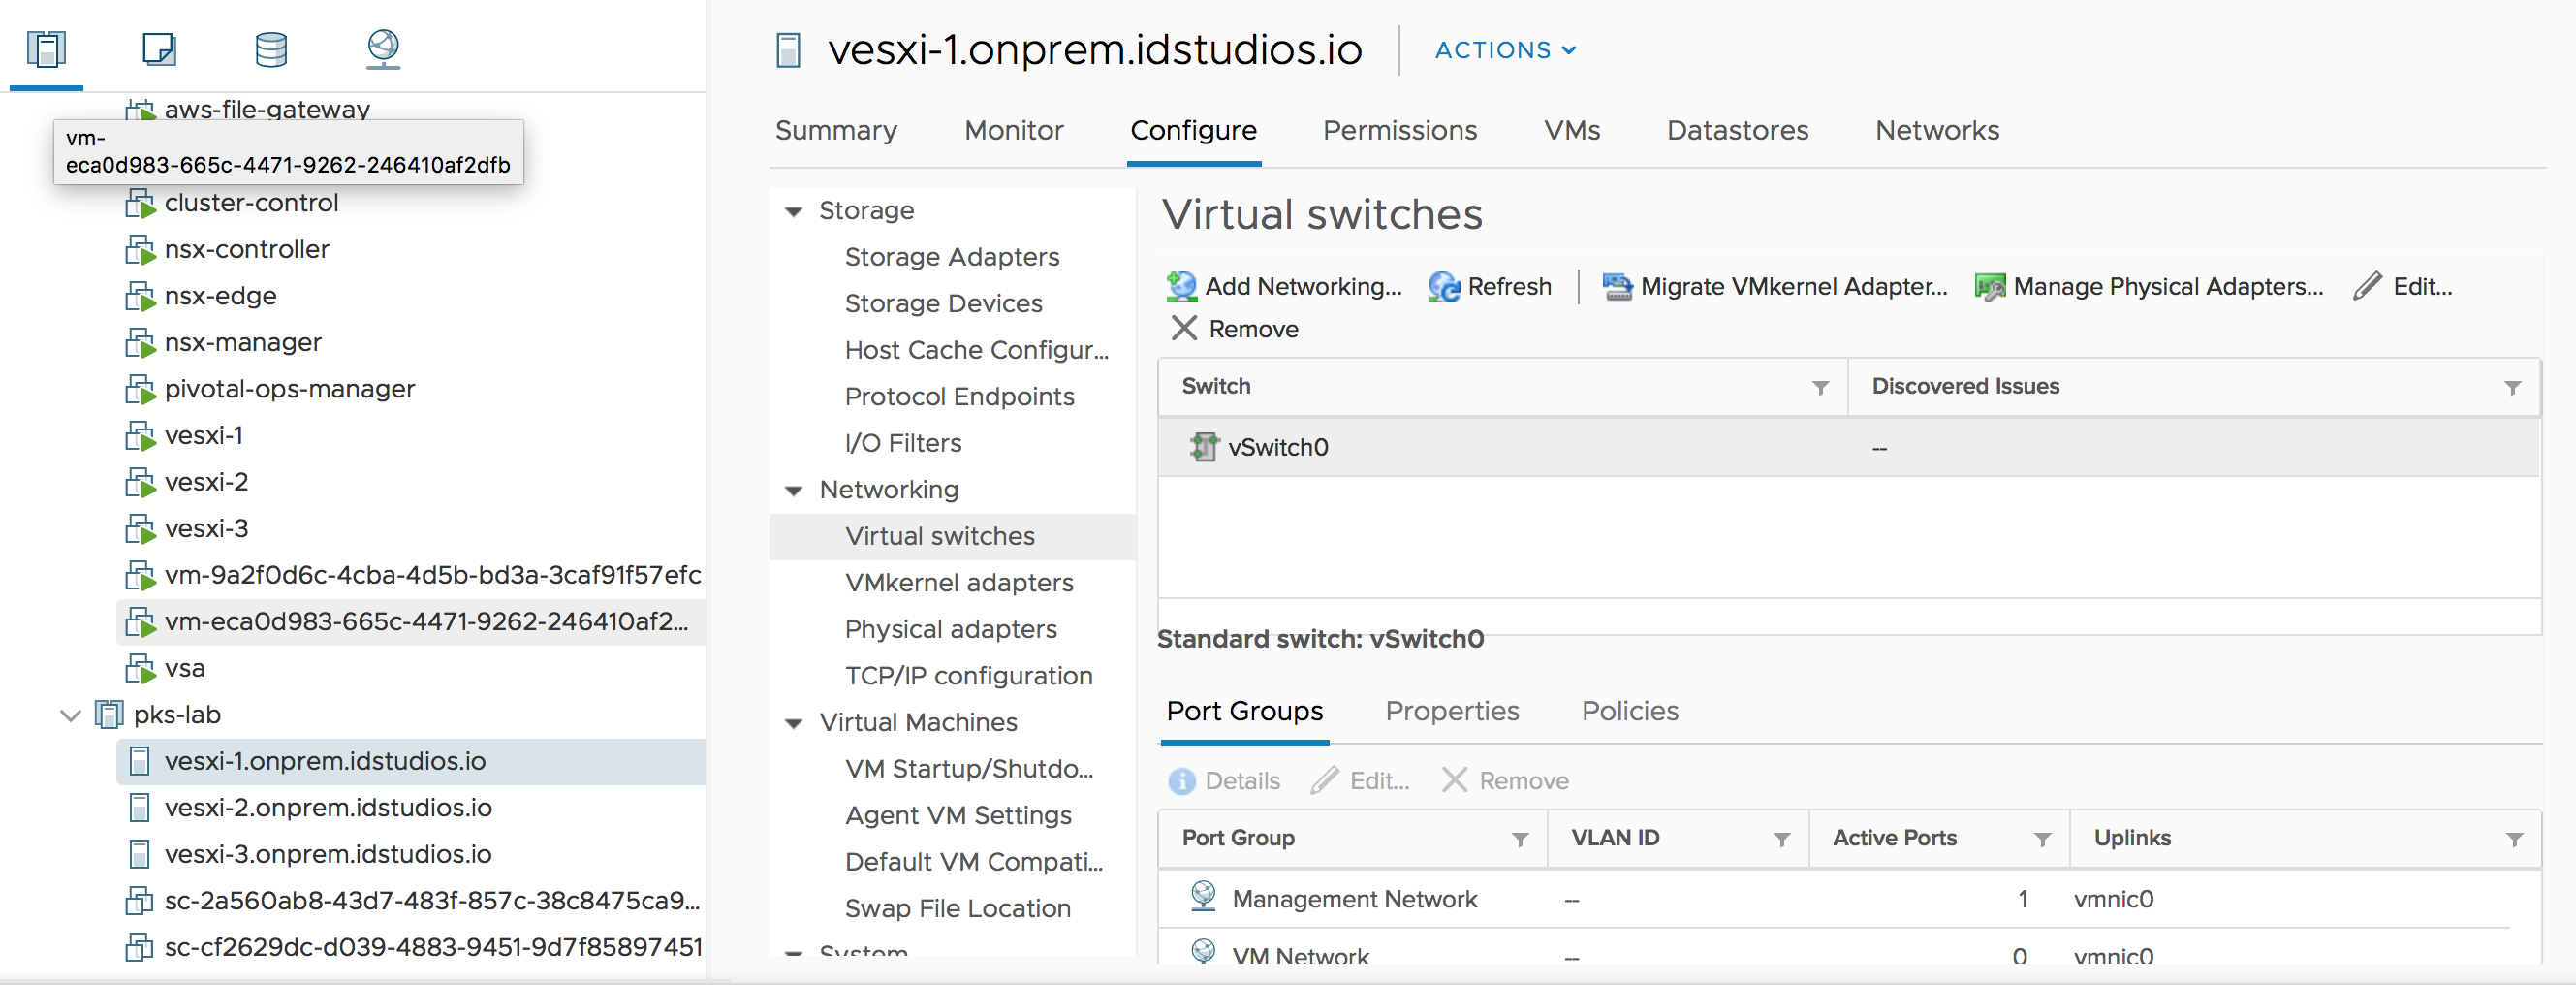 aws-file-gateway
vm-
eca0d983-665c-4471-9262-246410af2dfb
cluster-control
nsx-controller
nsx-edge
nsx-manager
pivotal-ops-manager
vesxi-1
vesxi-2
vesxi-3
vm-9a2f0d6c-4cba-4d5b-bd3a-3caf91f57efc
vm-eca0d983-665c-4471-9262-246410af2...
vsa
pks-lab
vesxi-1.onprem.idstudios.io
vesxi-2.onprem.idstudios.io
vesxi-3.onprem.idstudios.io
sc-2a560ab8-43d7-483f-857c-38c8475ca9...
sc-cf2629dc-d039-4883-9451-9d7f85897451
vesxi-1.onprem.idstudios.io ACTIONS
Summary Monitor Configure Permissions VMs Datastores Networks
Storage
Storage Adapters
Storage Devices
Host Cache Configur...
Protocol Endpoints
I/O Filters
Networking
Virtual switches
VMkernel adapters
Physical adapters
TCP/IP configuration
Virtual Machines
VM Startup/Shutdo...
Agent VM Settings
Default VM Compati...
Swap File Location
System
Virtual switches
Add Networking... Refresh Migrate VMkernel Adapter... Manage Physical Adapters... Edit...
Remove
Switch Discovered Issues
vSwitch0 --
Standard switch: vSwitch0
Port Groups Properties Policies
Details Edit... Remove
Port Group VLAN ID Active Ports Uplinks
Management Network -- 1 vmnic0
VM Network -- 0 vmnic0